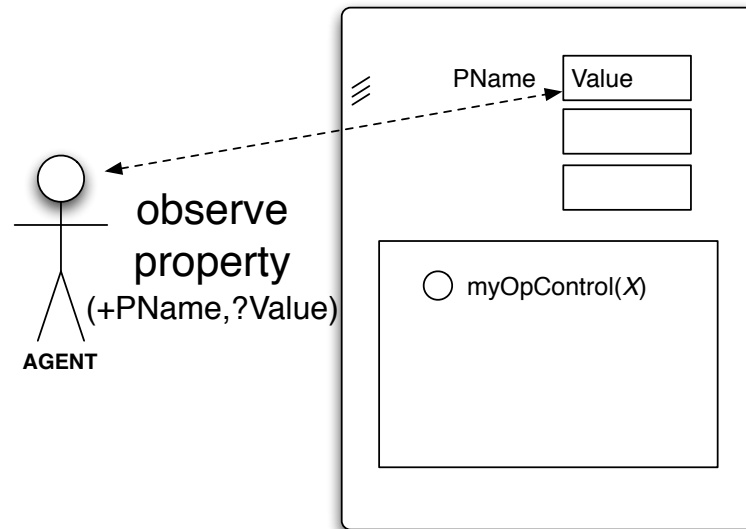 PName
Value
observe
property
(+PName,?Value)
myOpControl(X)
AGENT